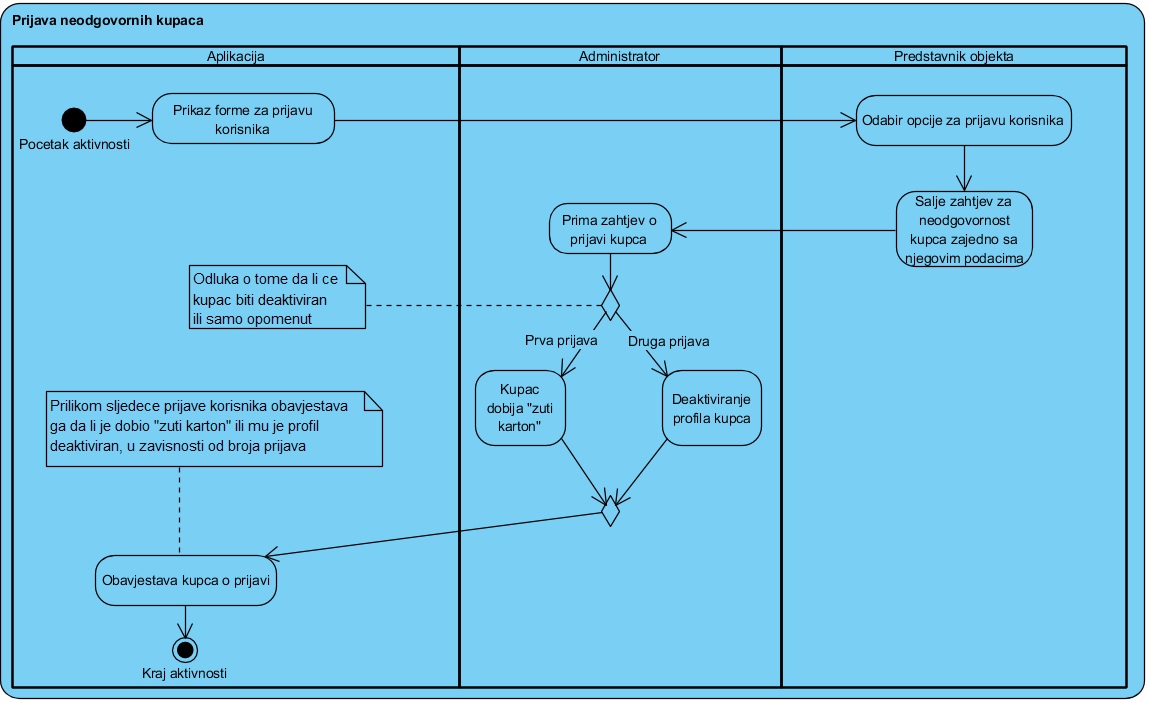 Prijava neodgovornih kupaca
Aplikacija
Administrator
Predstavnik objekta
Pocetak aktivnosti
Prikaz forme za prijavu
korisnika
Odabir opcije za prijavu korisnika
Salje zahtjev za
neodgovornost
kupca zajedno sa
njegovim podacima
Prima zahtjev o
prijavi kupca
Odluka o tome da li ce
kupac biti deaktiviran
ili samo opomenut
Prva prijava
Druga prijava
Kupac
dobija "zuti
karton"
Deaktiviranje
profila kupca
Prilikom sljedece prijave korisnika obavjestava
ga da li je dobio "zuti karton" ili mu je profil
deaktiviran, u zavisnosti od broja prijava
Obavjestava kupca o prijavi
Kraj aktivnosti